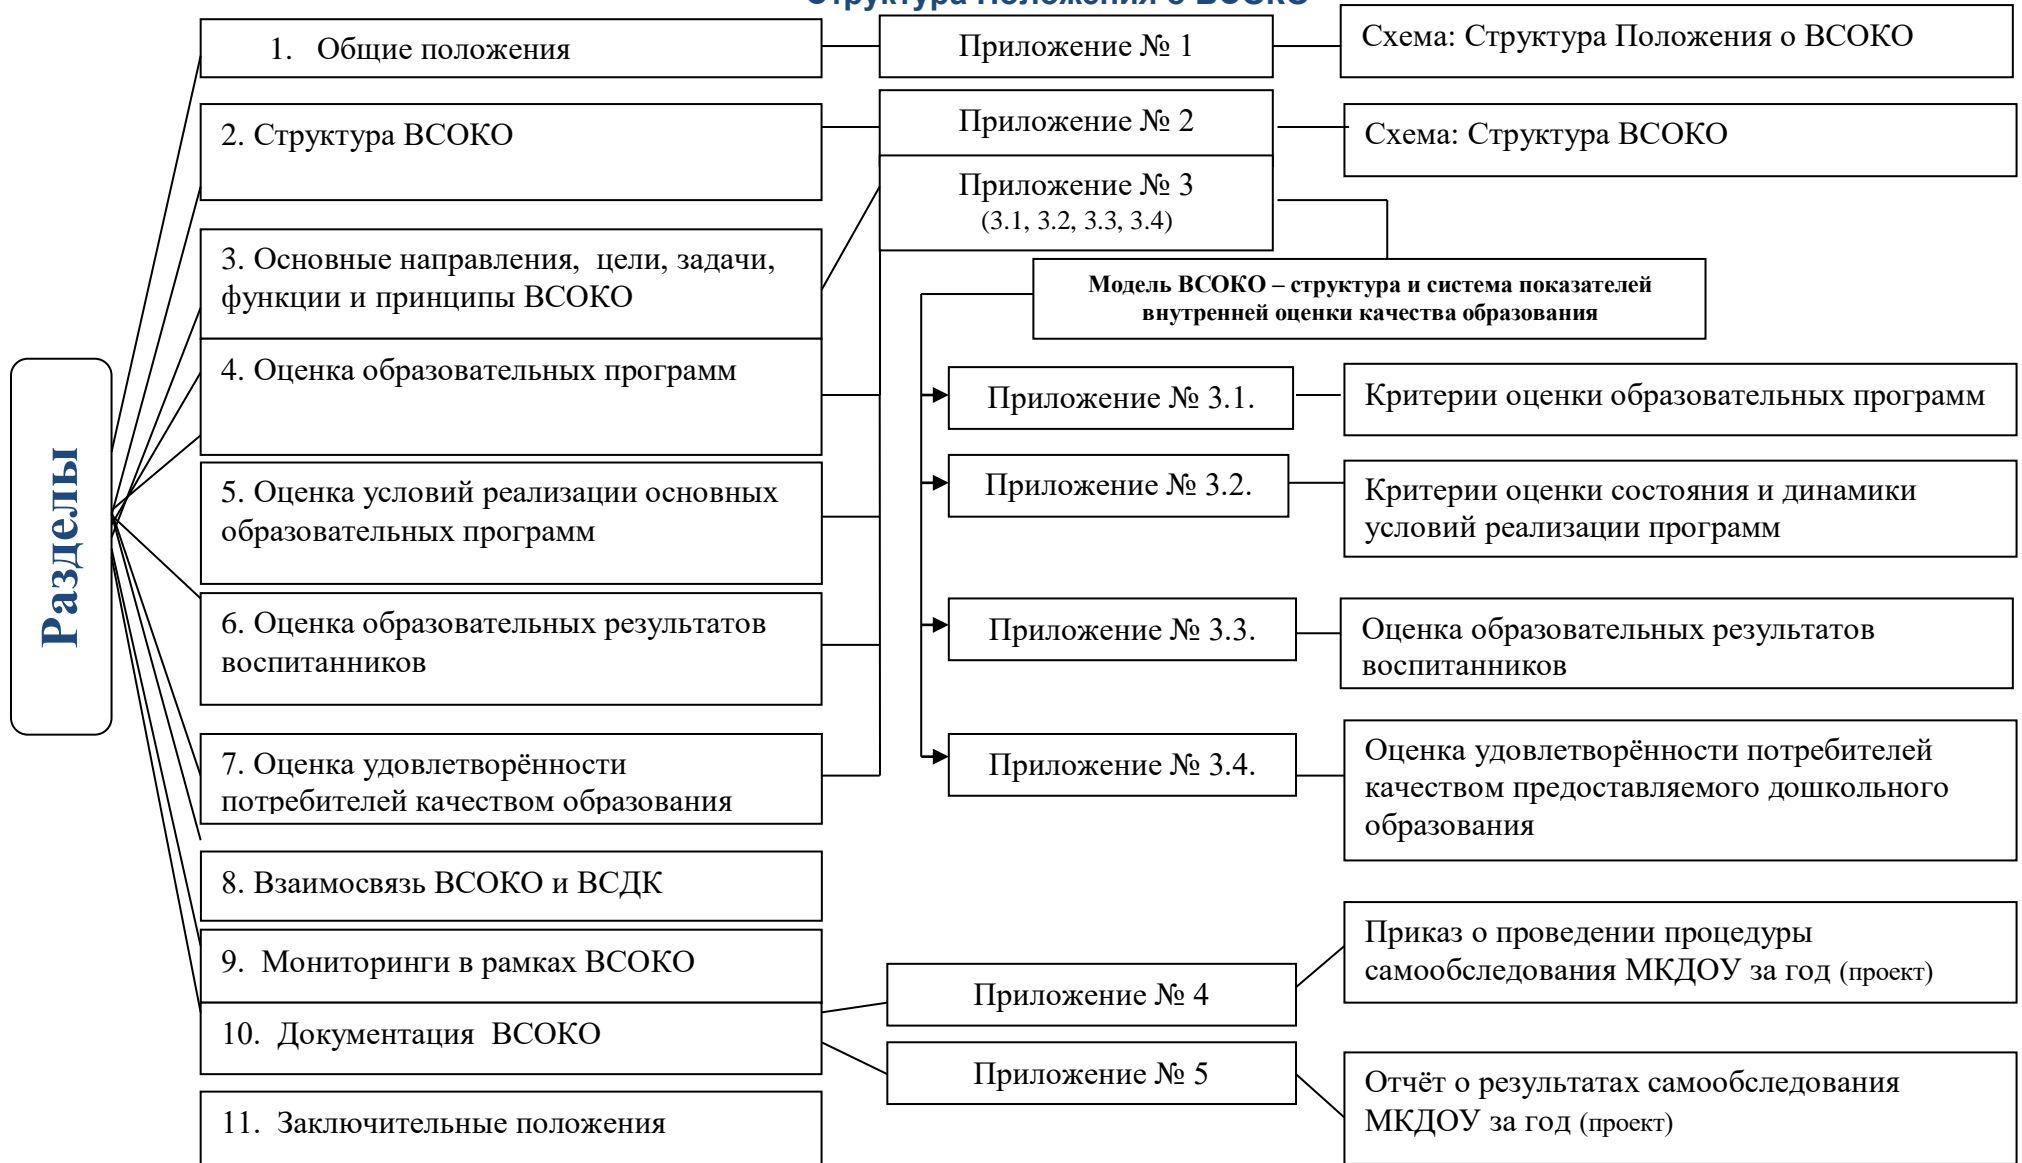 Структура Положения о ВСОКО
Разделы
1. Общие положения
Приложение № 1
Схема: Структура Положения о ВСОКО
2. Структура ВСОКО
Приложение № 2
Схема: Структура ВСОКО
Приложение № 3
(3.1, 3.2, 3.3, 3.4)
3. Основные направления, цели, задачи,
функции и принципы ВСОКО
Модель ВСОКО – структура и система показателей
внутренней оценки качества образования
4. Оценка образовательных программ
Приложение № 3.1.
Критерии оценки образовательных программ
5. Оценка условий реализации основных
образовательных программ
Приложение № 3.2.
Критерии оценки состояния и динамики
условий реализации программ
6. Оценка образовательных результатов
воспитанников
Приложение № 3.3.
Оценка образовательных результатов
воспитанников
7. Оценка удовлетворённости
потребителей качеством образования
Приложение № 3.4.
Оценка удовлетворённости потребителей
качеством предоставляемого дошкольного
образования
8. Взаимосвязь ВСОКО и ВСДК
9. Мониторинги в рамках ВСОКО
10. Документация ВСОКО
Приложение № 4
Приказ о проведении процедуры
самообследования МКДОУ за год (проект)
Приложение № 5
Отчёт о результатах самообследования
МКДОУ за год (проект)
11. Заключительные положения